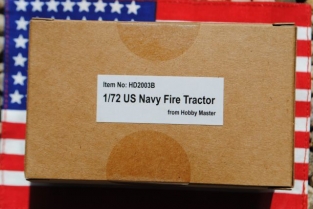 Item No: HD2003B
1/72 US Navy Fire Tractor
from Hobby Master